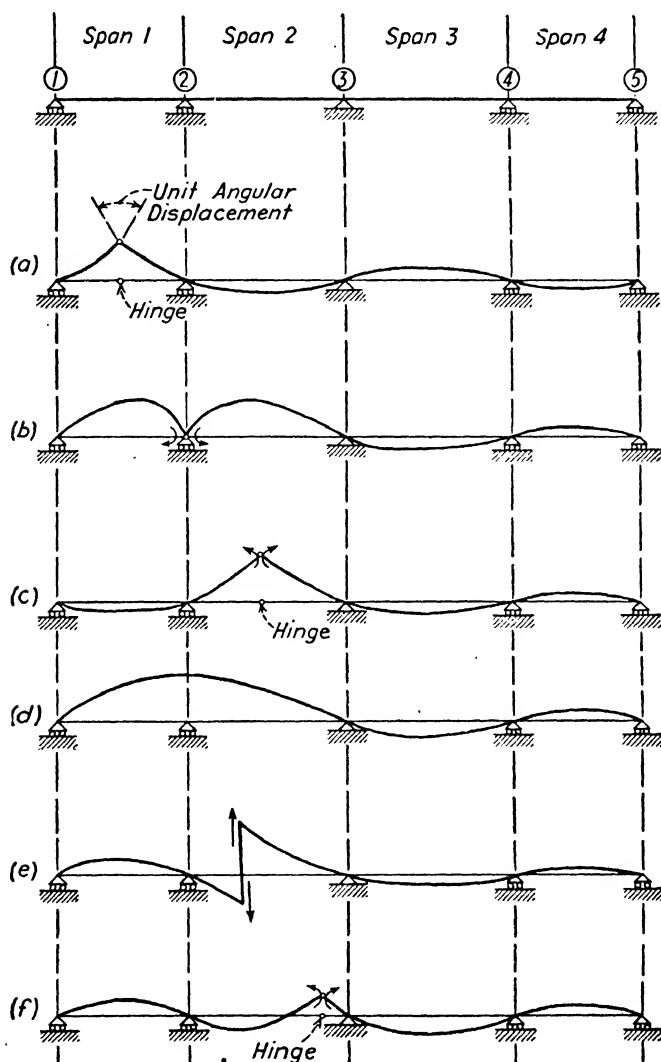 Span 1 Span 2 Span 3 Span 4
1 2 3 4 5
Unit Angular
Displacement
(a)
Hinge
(b)
(c)
Hinge
(d)
(e)
(f)
Hinge